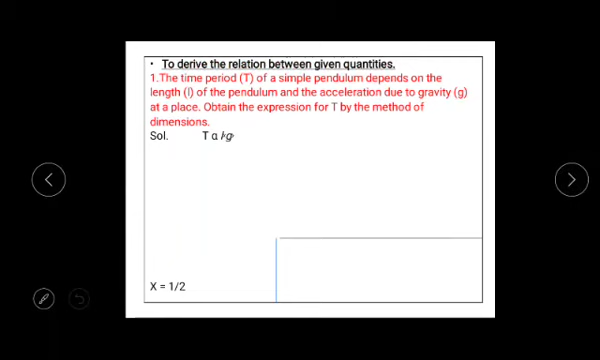 • To derive the relation between given quantities.
1.The time period (T) of a simple pendulum depends on the
length (l) of the pendulum and the acceleration due to gravity (g)
at a place. Obtain the expression for T by the method of
dimensions.
Sol. T α
X = 1/2